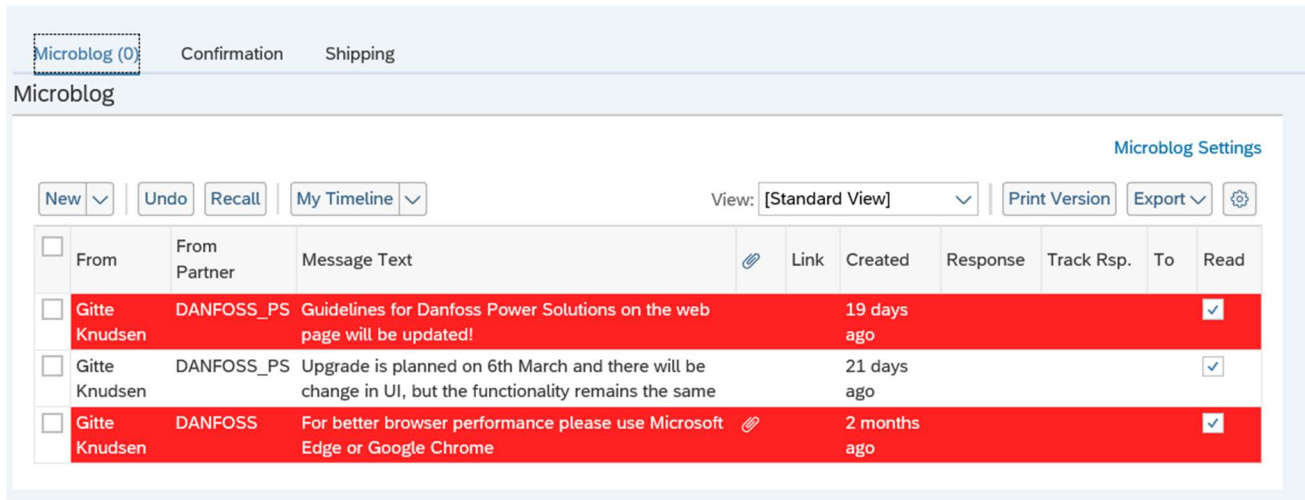 Microblog (0) Confirmation Shipping
Microblog
Microblog Settings
New Undo Recall My Timeline View: [Standard View] Print Version Export
From From Partner Message Text Link Created Response Track Rsp. To Read
Gitte DANFOSS_PS Guidelines for Danfoss Power Solutions on the web 19 days
Knudsen page will be updated! ago
Gitte DANFOSS_PS Upgrade is planned on 6th March and there will be 21 days
Knudsen change in UI, but the functionality remains the same ago
Gitte DANFOSS For better browser performance please use Microsoft 2 months
Knudsen Edge or Google Chrome ago